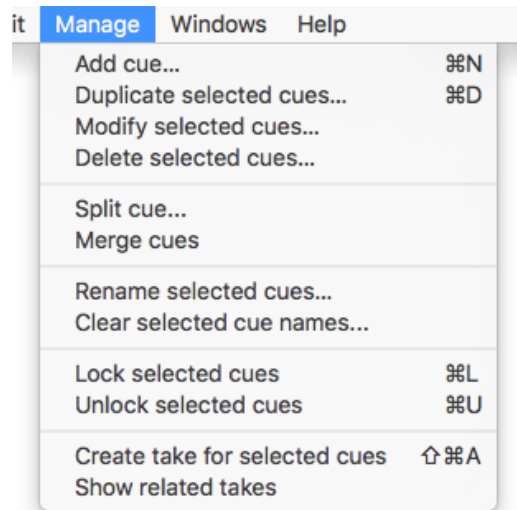 it Manage Windows Help
Add cue... ⌘N
Duplicate selected cues... ⌘D
Modify selected cues...
Delete selected cues...
Split cue...
Merge cues
Rename selected cues...
Clear selected cue names...
Lock selected cues ⌘L
Unlock selected cues ⌘U
Create take for selected cues ⇧⌘A
Show related takes